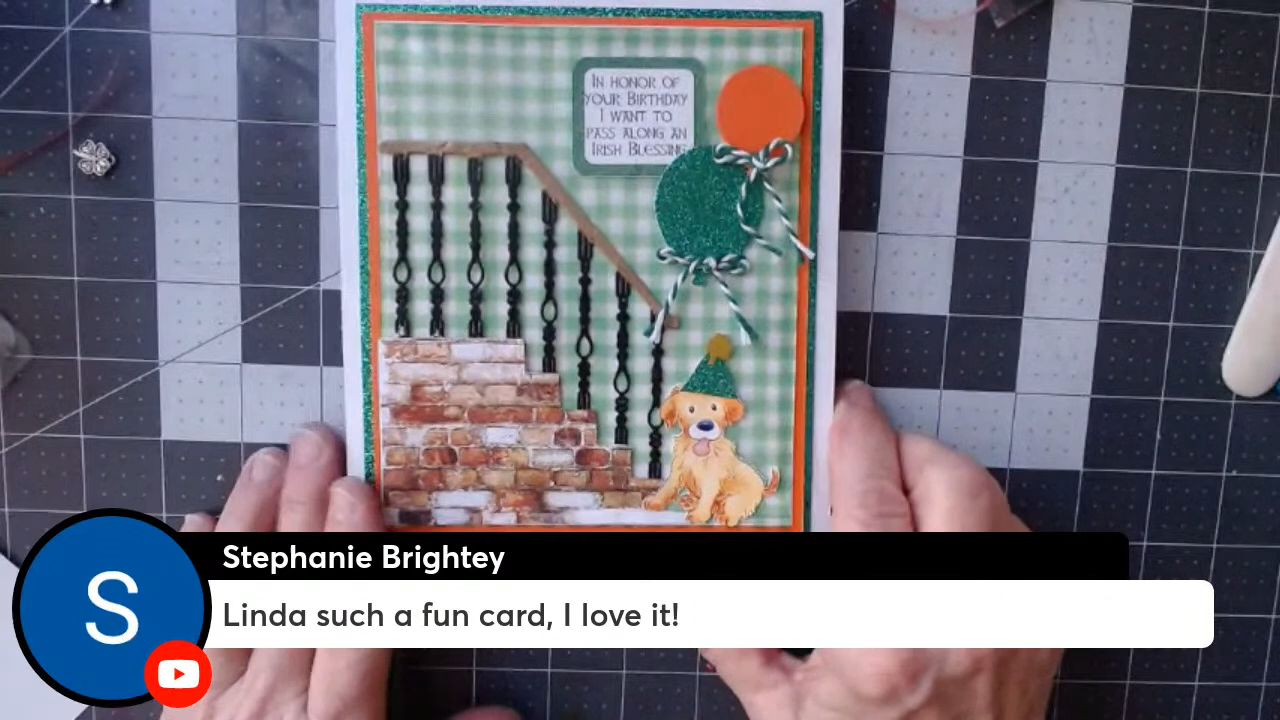 In honor of
your Birthday
I want to
pass along an
Irish Blessing
S
Stephanie Brightey
Linda such a fun card, I love it!